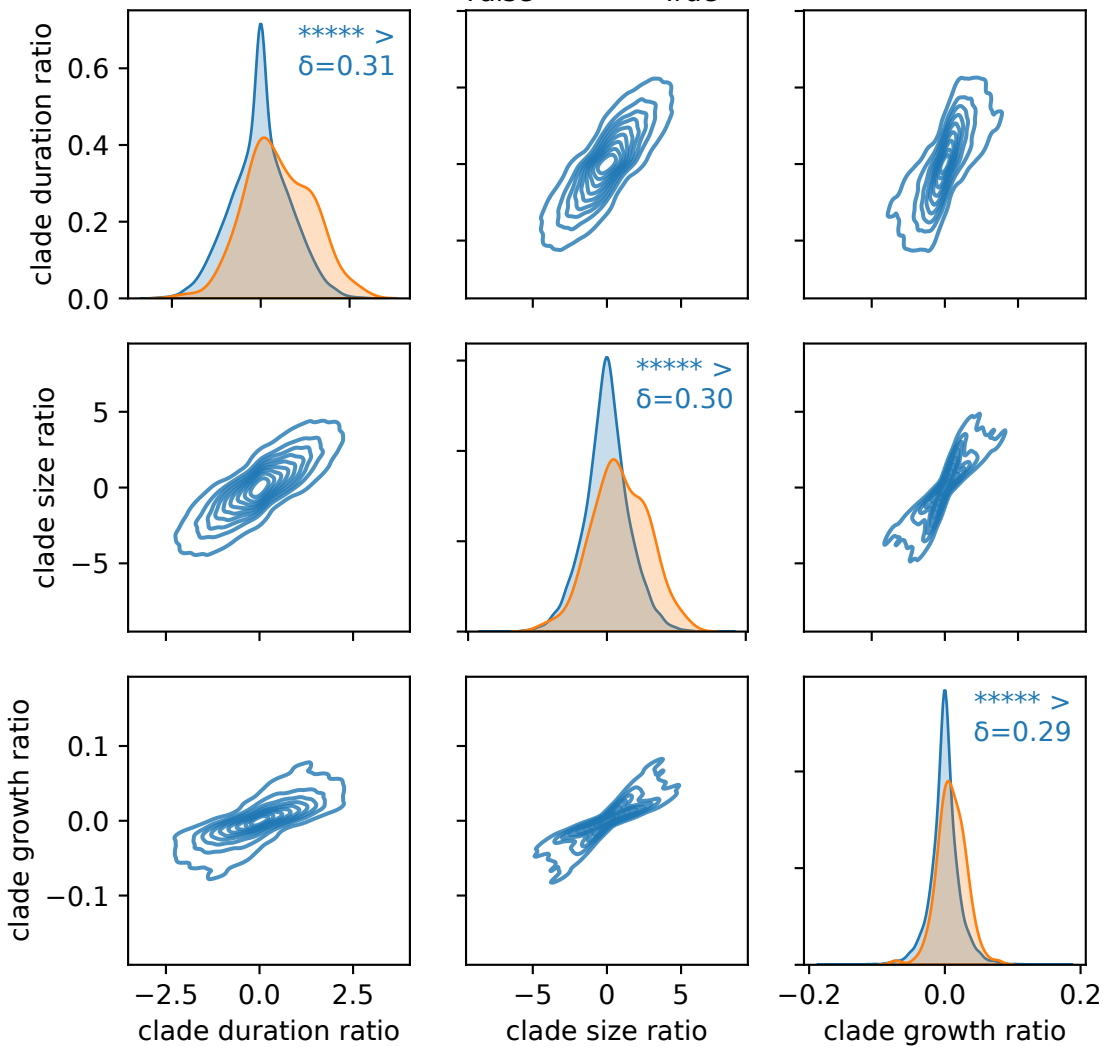 clade duration ratio
0.6
0.4
0.2
0.0
***** >
δ=0.31
clade size ratio
5
0
−5
***** >
δ=0.30
clade growth ratio
0.1
0.0
−0.1
***** >
δ=0.29
−2.5 0.0 2.5
−5 0 5
−0.2 0.0 0.2
clade duration ratio
clade size ratio
clade growth ratio